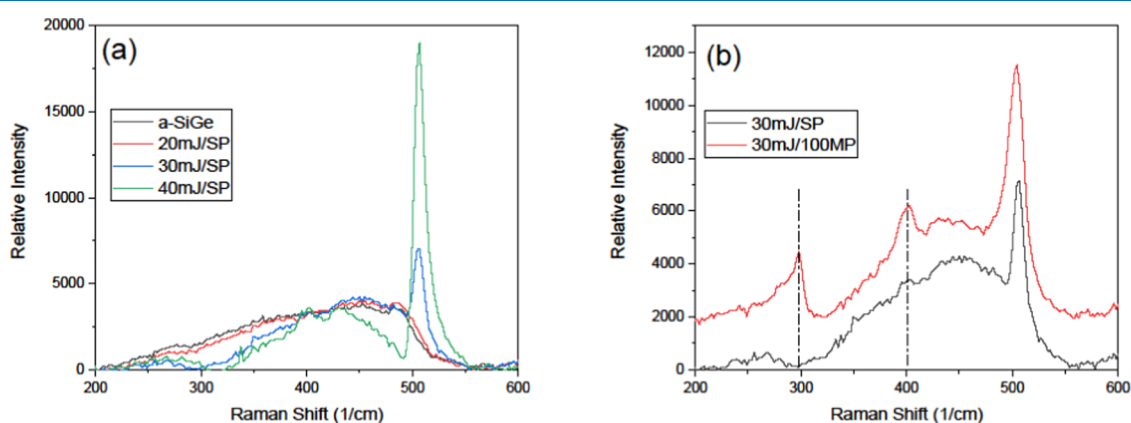 (a)
20000
15000
10000
5000
0
Relative Intensity
a-SiGe
20mJ/SP
30mJ/SP
40mJ/SP
200 300 400 500 600
Raman Shift (1/cm)
(b)
12000
10000
8000
6000
4000
2000
0
Relative Intensity
30mJ/SP
30mJ/100MP
200 300 400 500 600
Raman Shift (1/cm)